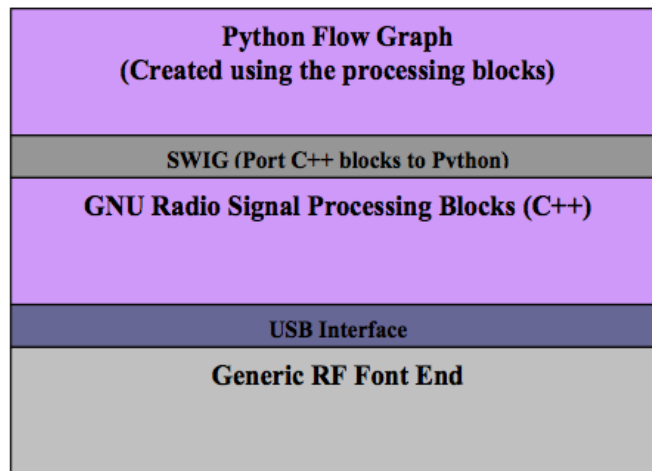 Python Flow Graph
(Created using the processing blocks)
SWIG (Port C++ blocks to Python)
GNU Radio Signal Processing Blocks (C++)
USB Interface
Generic RF Font End